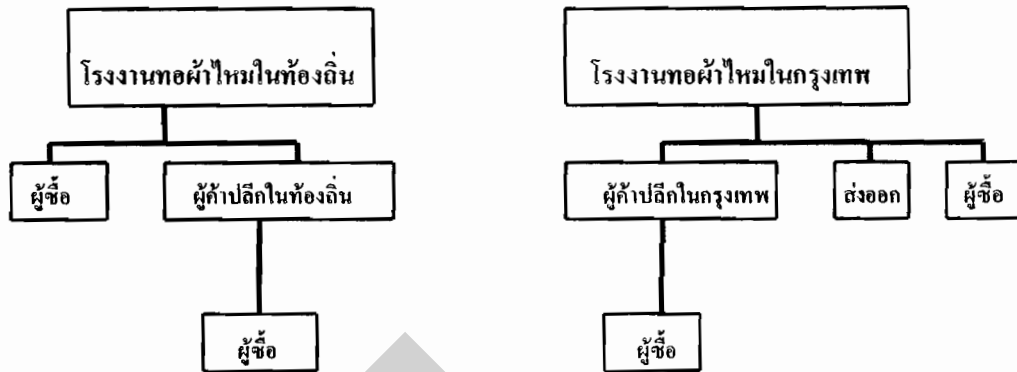 โรงงานทอผ้าไหมในท้องถิ่น
โรงงานทอผ้าไหมในกรุงเทพ
ผู้ซื้อ
ผู้ค้าปลีกในท้องถิ่น
ผู้ค้าปลีกในกรุงเทพ
ส่งออก
ผู้ซื้อ
ผู้ซื้อ
ผู้ซื้อ